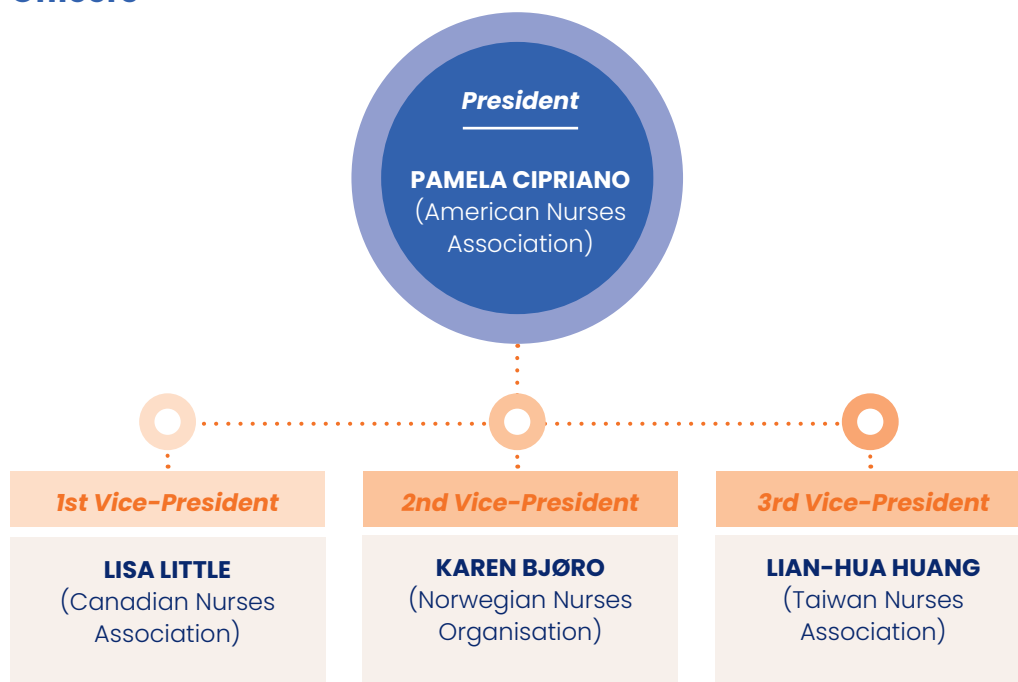 President
PAMELA CIPRIANO
(American Nurses
Association)
1st Vice-President
LISA LITTLE
(Canadian Nurses
Association)
2nd Vice-President
KAREN BJØRO
(Norwegian Nurses
Organisation)
3rd Vice-President
LIAN-HUA HUANG
(Taiwan Nurses
Association)